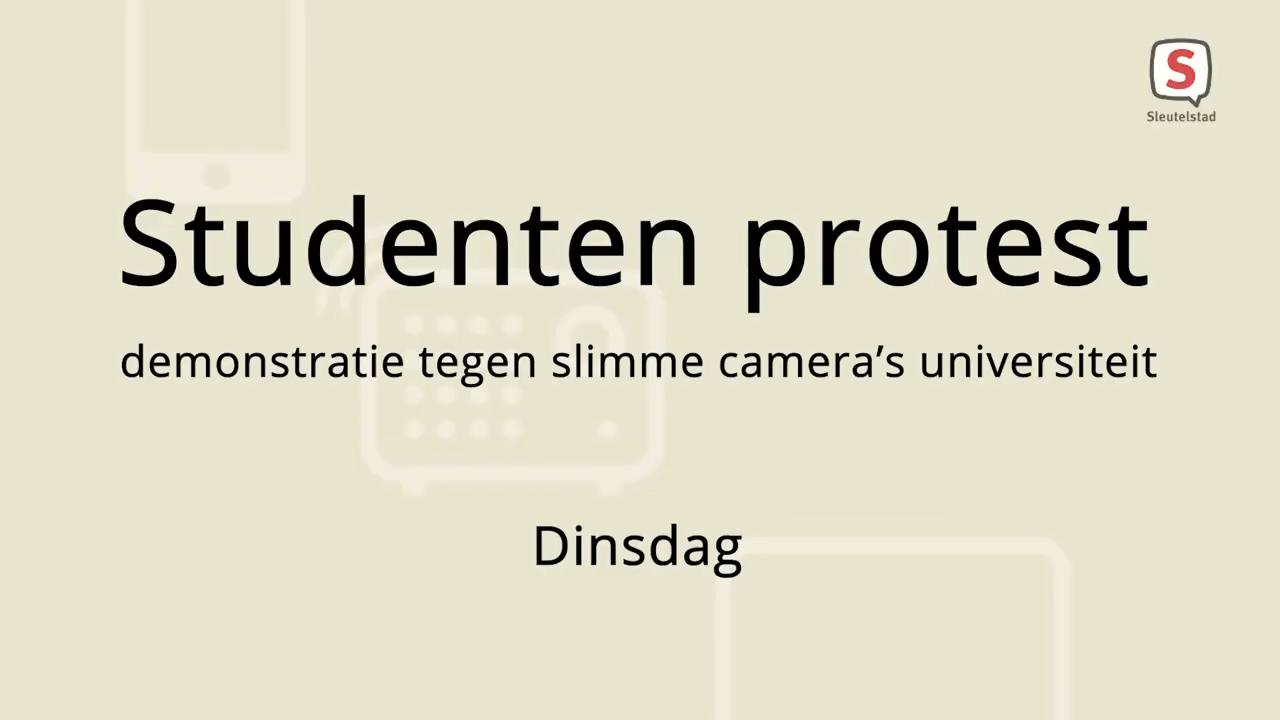 S
Sleutelstad
Studenten protest
demonstratie tegen slimme camera’s universiteit
Dinsdag